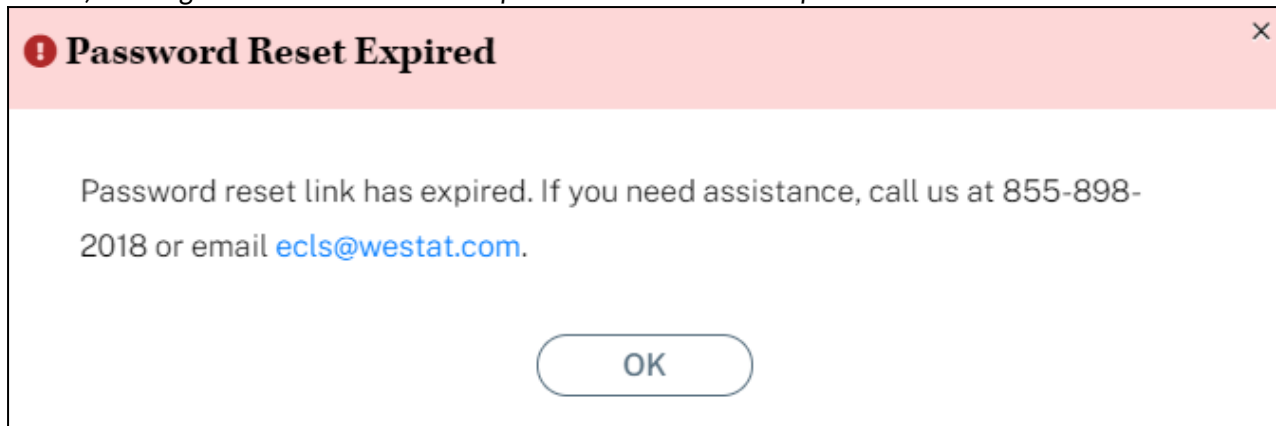 Password Reset Expired
Password reset link has expired. If you need assistance, call us at 855-898-
2018 or email ecls@westat.com.
OK